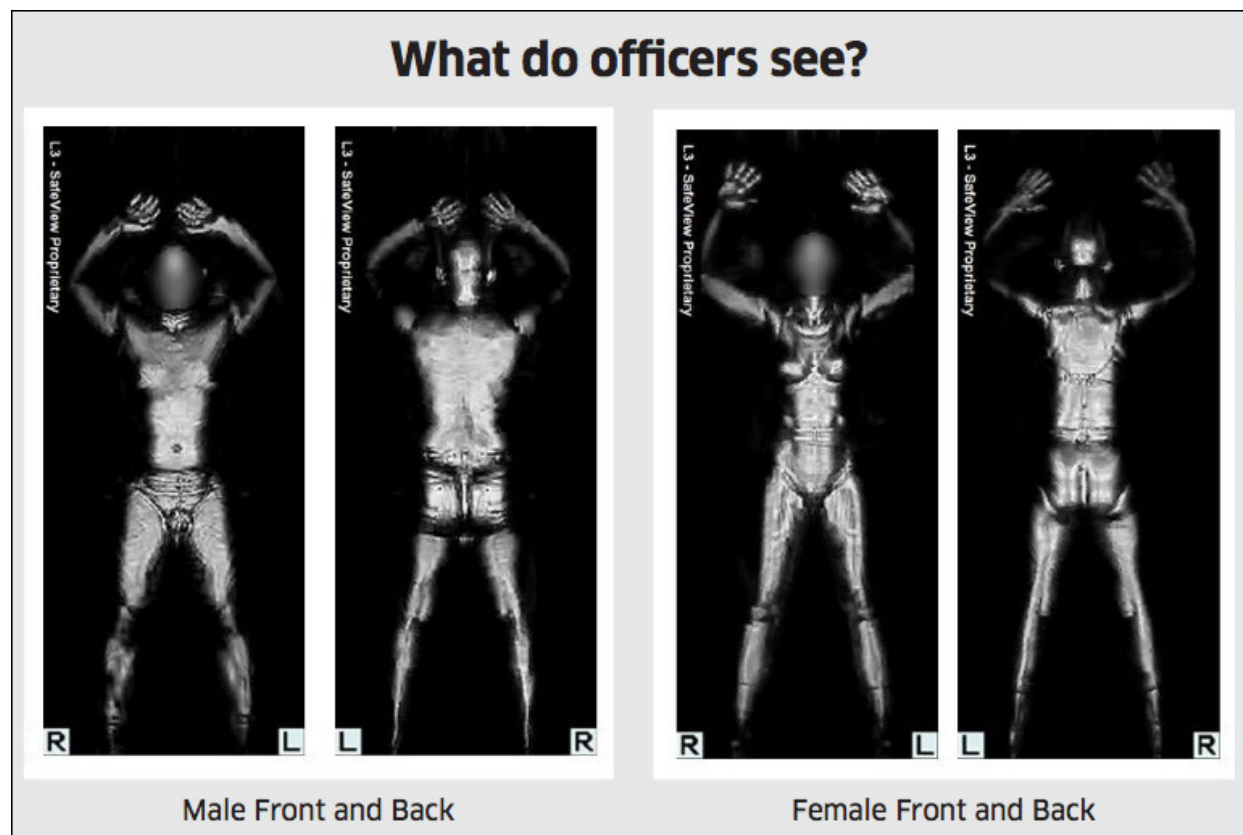 What do officers see?
L3 - SafeView Proprietary
L3 - SafeView Proprietary
L3 - SafeView Proprietary
L3 - SafeView Proprietary
R
L
L
R
R
L
L
R
Male Front and Back
Female Front and Back